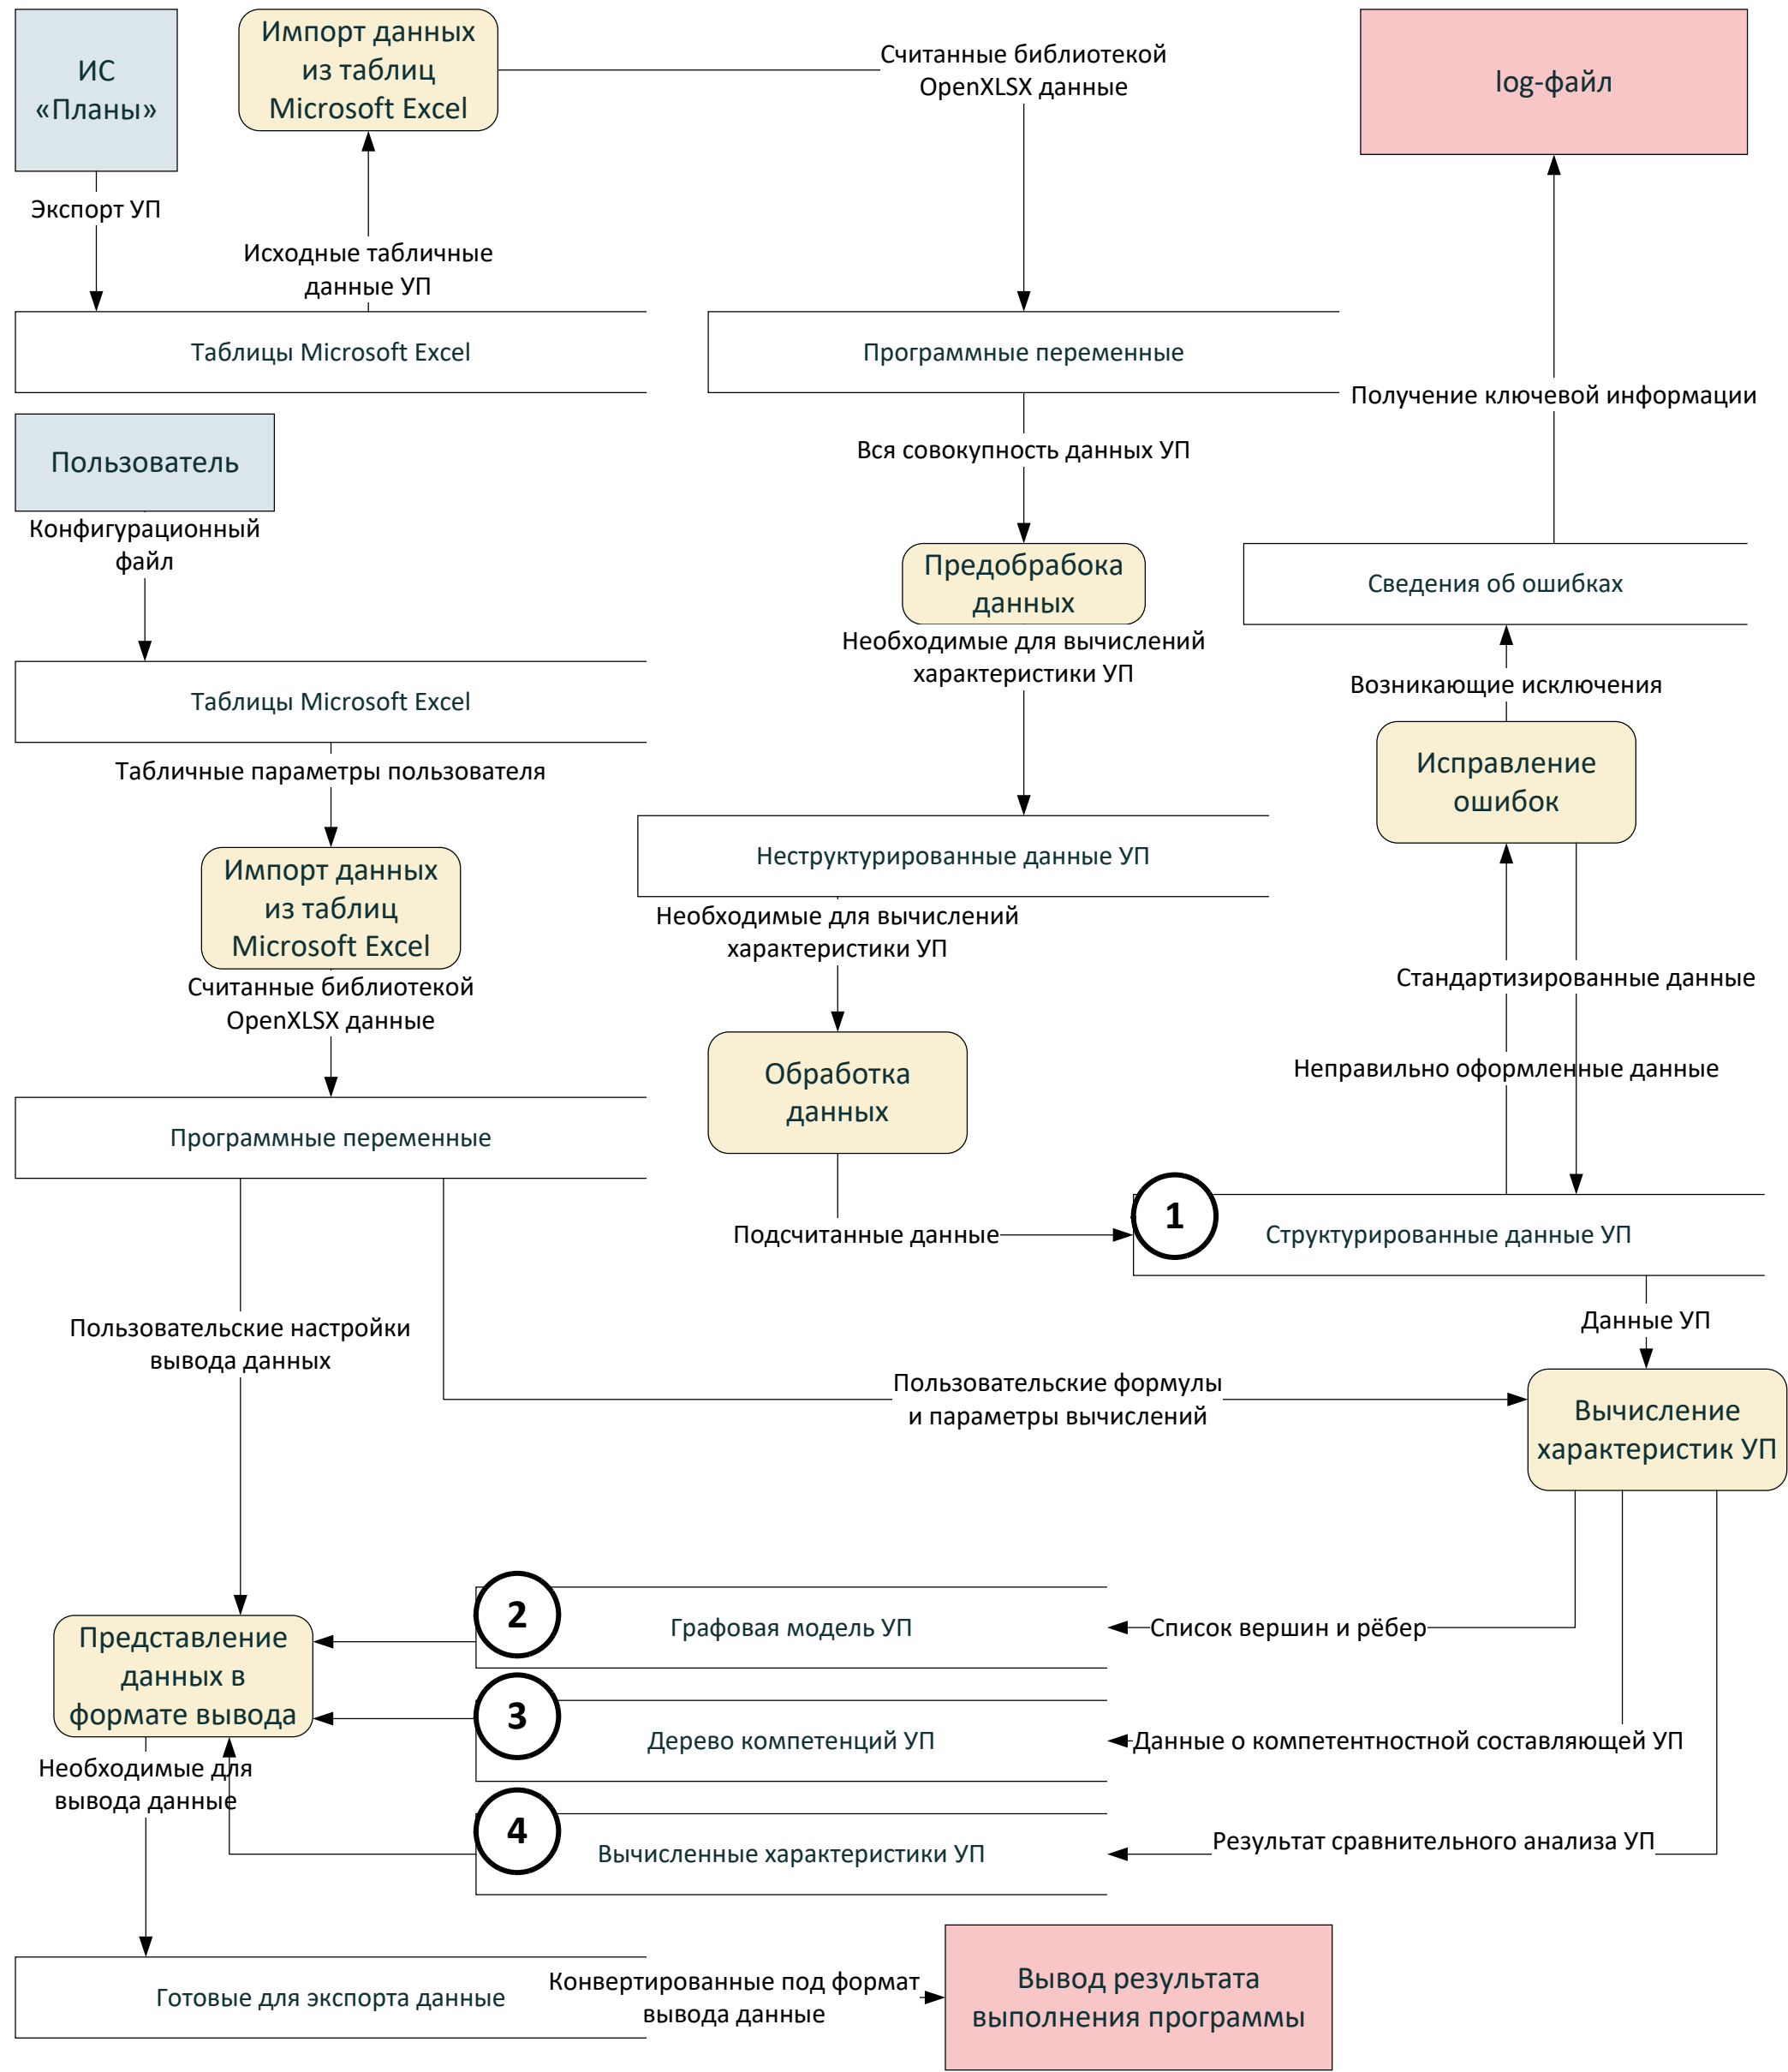 ИС
«Планы»
Импорт данных
из таблиц
Microsoft Excel
Считанные библиотекой
OpenXLSX данные
log-файл
Экспорт УП
Исходные табличные
данные УП
Таблицы Microsoft Excel
Программные переменные
Получение ключевой информации
Пользователь
Вся совокупность данных УП
Конфигурационный
файл
Предобрабока
данных
Сведения об ошибках
Необходимые для вычислений
характеристики УП
Возникающие исключения
Таблицы Microsoft Excel
Табличные параметры пользователя
Исправление
ошибок
Импорт данных
из таблиц
Microsoft Excel
Неструктурированные данные УП
Необходимые для вычислений
характеристики УП
Считанные библиотекой
OpenXLSX данные
Стандартизированные данные
Обработка
данных
Неправильно оформленные данные
Программные переменные
Подсчитанные данные
1
Структурированные данные УП
Пользовательские настройки
вывода данных
Данные УП
Пользовательские формулы
и параметры вычислений
Вычисление
характеристик УП
2
Графовая модель УП
Список вершин и рёбер
Представление
данных в
формате вывода
3
Дерево компетенций УП
Данные о компетентностной составляющей УП
Необходимые для
вывода данные
4
Вычисленные характеристики УП
Результат сравнительного анализа УП
Готовые для экспорта данные
Конвертированные под формат
вывода данные
Вывод результата
выполнения программы